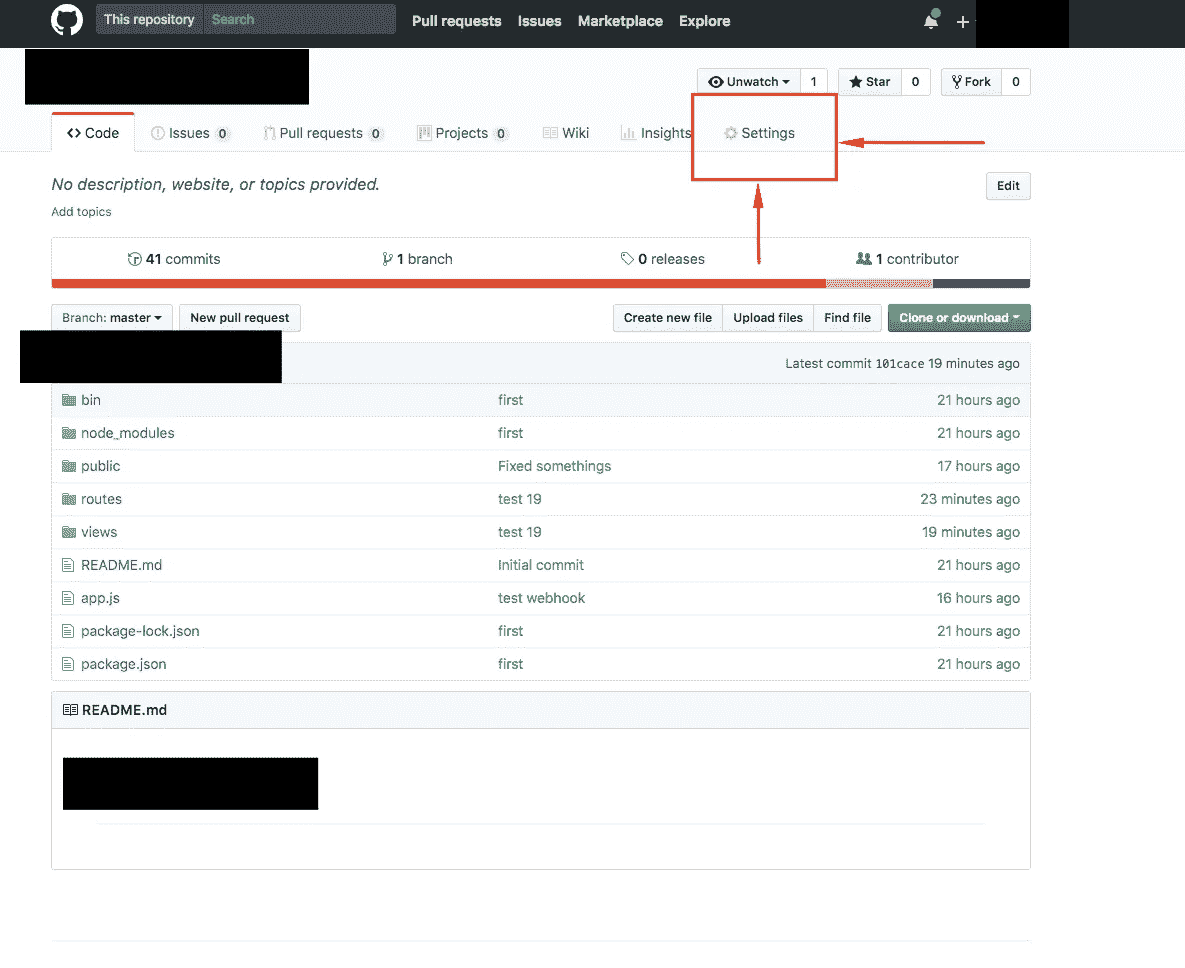 This repository Search Pull requests Issues Marketplace Explore
Unwatch 1 Star 0 Fork 0
Code Issues 0 Pull requests 0 Projects 0 Wiki Insights Settings
No description, website, or topics provided. Edit
Add topics
41 commits 1 branch 0 releases 1 contributor
Branch: master New pull request Create new file Upload files Find file Clone or download
Latest commit 101cace 19 minutes ago
bin first 21 hours ago
node_modules first 21 hours ago
public Fixed somethings 17 hours ago
routes test 19 23 minutes ago
views test 19 19 minutes ago
README.md Initial commit 21 hours ago
app.js test webhook 16 hours ago
package-lock.json first 21 hours ago
package.json first 21 hours ago
README.md